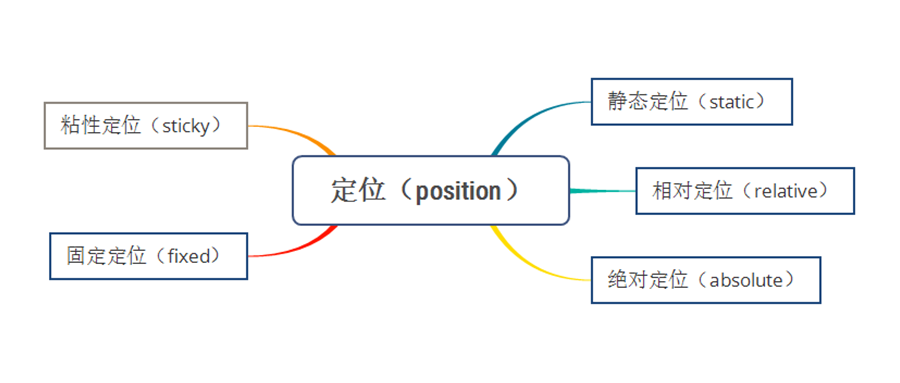 静态定位（static）
粘性定位（sticky）
定位（position）
相对定位（relative）
固定定位（fixed）
绝对定位（absolute）